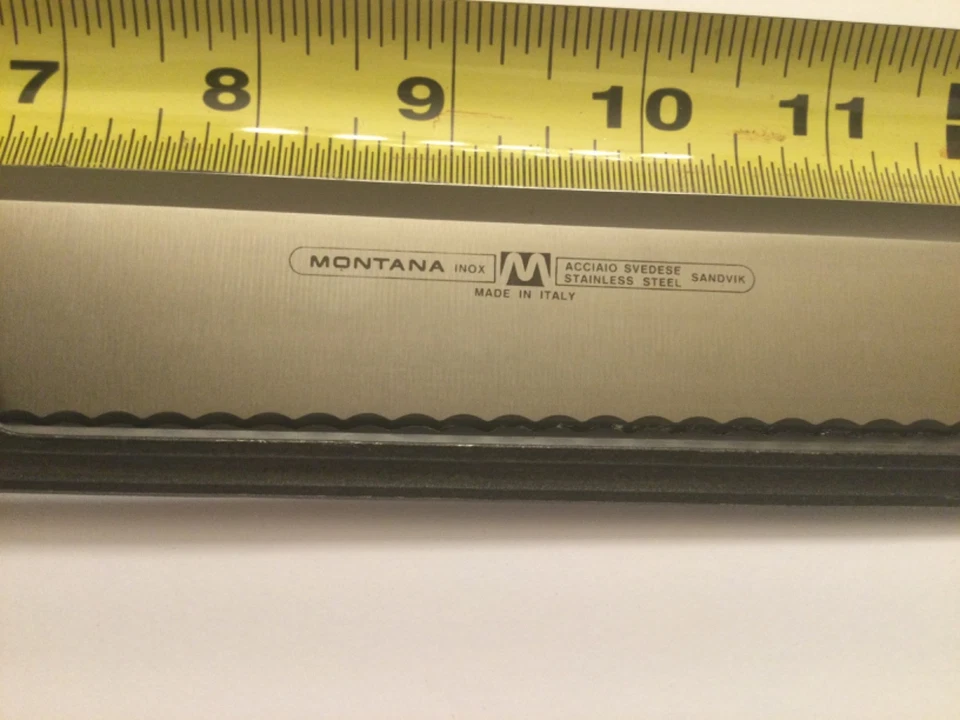 7 8 9 10 11
MONTANA INOX M ACCIAIO SVEDESE
STAINLESS STEEL SANDVIK
MADE IN ITALY